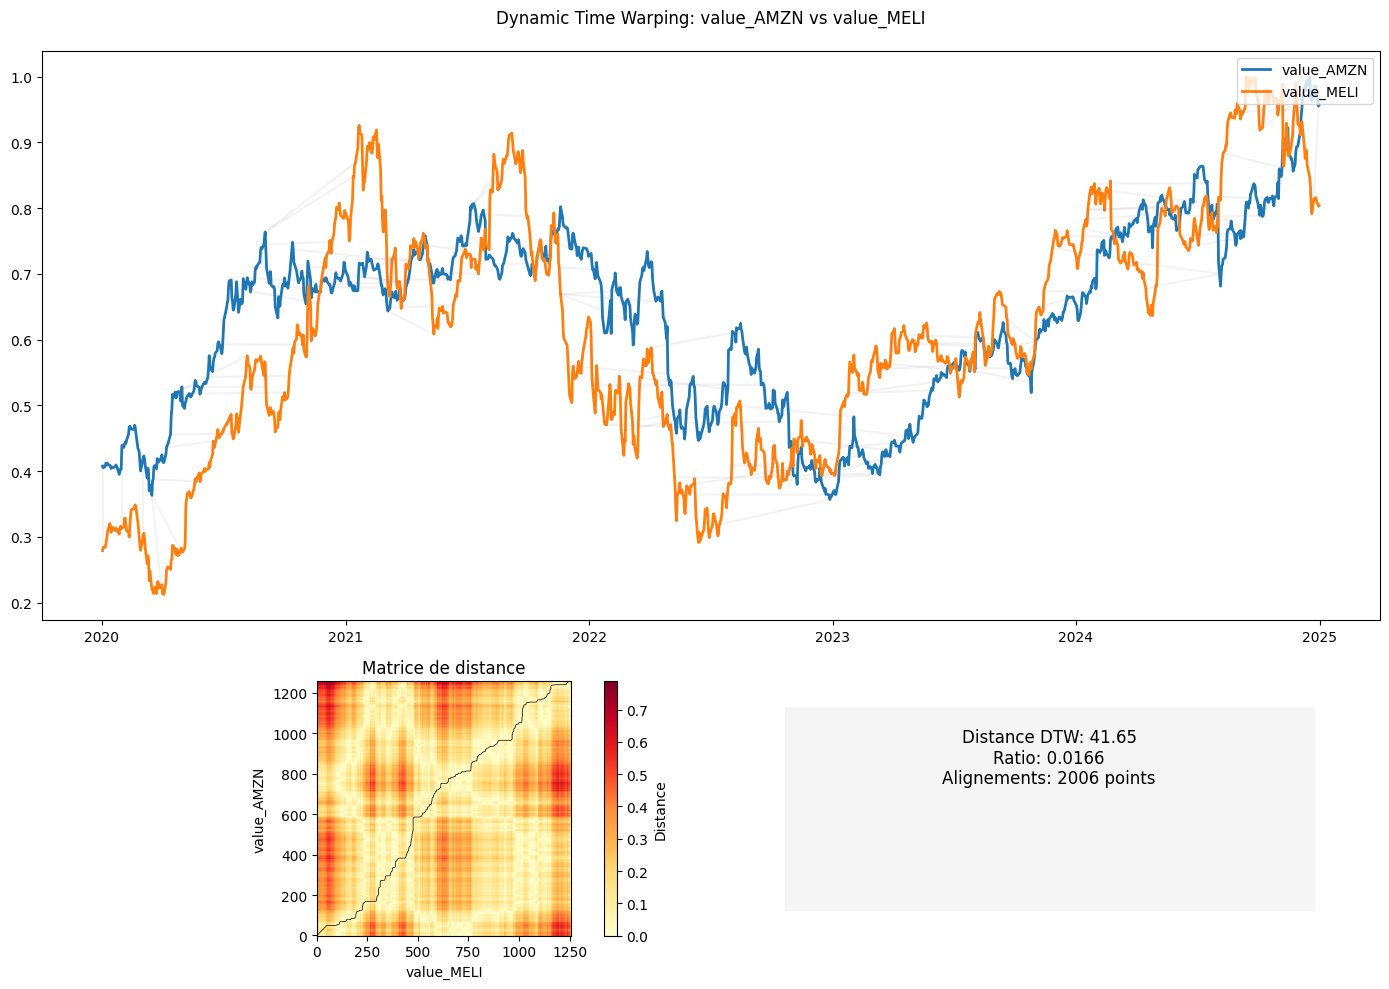 Dynamic Time Warping: value_AMZN vs value_MELI
1.0
0.9
0.8
0.7
0.6
0.5
0.4
0.3
0.2
value_AMZN
value_MELI
2020 2021 2022 2023 2024 2025
Matrice de distance
value_AMZN
1200
1000
800
600
400
200
0
0 250 500 750 1000 1250
value_MELI
0.7
0.6
0.5
0.4
0.3
0.2
0.1
0.0
Distance
Distance DTW: 41.65
Ratio: 0.0166
Alignements: 2006 points